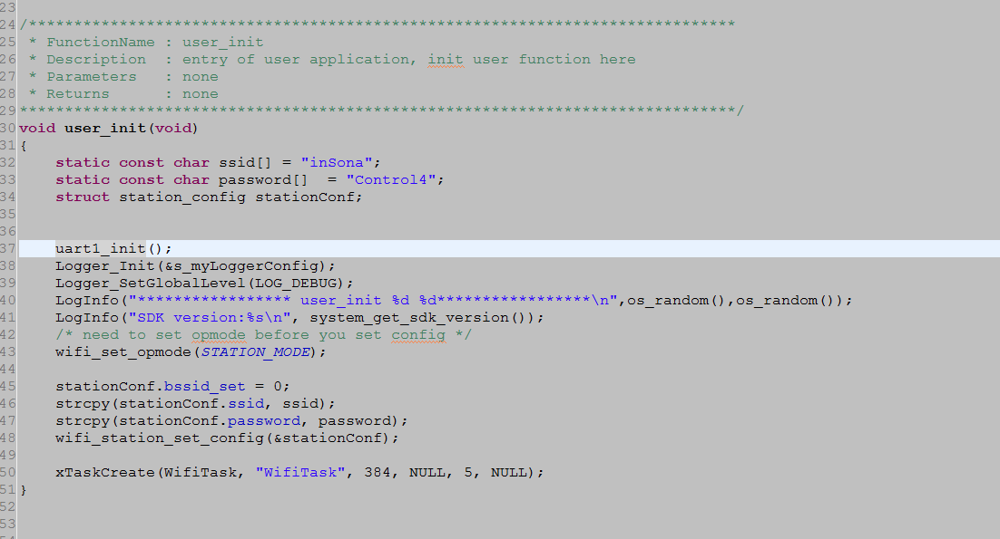 23
24 /******************************************************************************
25  * FunctionName : user_init
26  * Description  : entry of user application, init user function here
27  * Parameters   : none
28  * Returns      : none
29 *******************************************************************************/
30 void user_init(void)
31 {
32     static const char ssid[] = "inSona";
33     static const char password[]  = "Control4";
34     struct station_config stationConf;
35
36
37     uart1_init();
38     Logger_Init(&s_myLoggerConfig);
39     Logger_SetGlobalLevel(LOG_DEBUG);
40     LogInfo("***************** user_init %d %d*****************\n",os_random(),os_random());
41     LogInfo("SDK version:%s\n", system_get_sdk_version());
42     /* need to set opmode before you set config */
43     wifi_set_opmode(STATION_MODE);
44
45     stationConf.bssid_set = 0;
46     strcpy(stationConf.ssid, ssid);
47     strcpy(stationConf.password, password);
48     wifi_station_set_config(&stationConf);
49
50     xTaskCreate(WifiTask, "WifiTask", 384, NULL, 5, NULL);
51 }
52
53